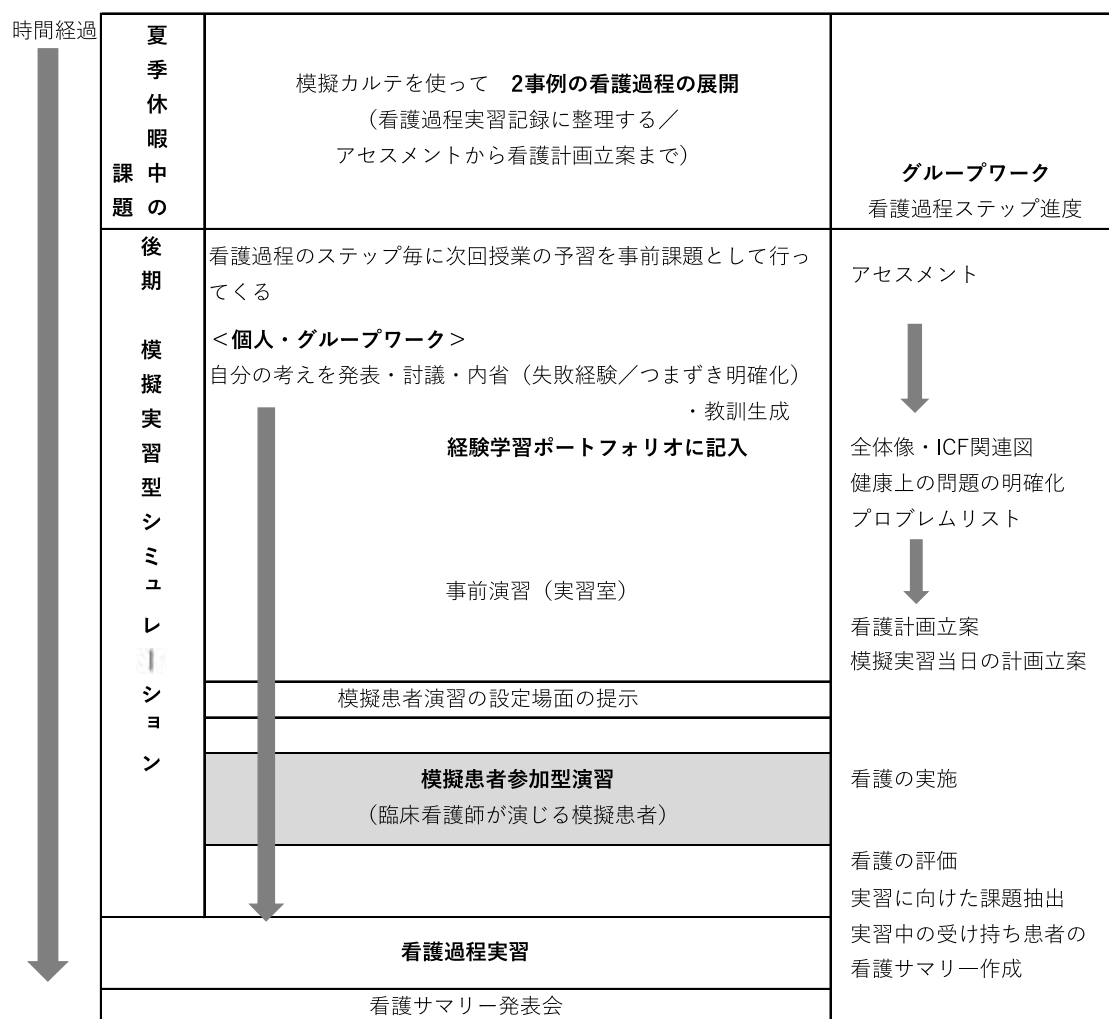 時間経過
夏季休暇中の
課題
模擬カルテを使って 2事例の看護過程の展開
(看護過程実習記録に整理する/
アセスメントから看護計画立案まで)
グループワーク
看護過程ステップ進度
後期 模擬実習型シミュレーション
看護過程のステップ毎に次回授業の予習を事前課題として行っ
てくる
<個人・グループワーク>
自分の考えを発表・討議・内省(失敗経験/つまずき明確化)
・教訓生成
経験学習ポートフォリオに記入
事前演習(実習室)
模擬患者演習の設定場面の提示
模擬患者参加型演習
(臨床看護師が演じる模擬患者)
アセスメント
全体像・ICF関連図
健康上の問題の明確化
プロブレムリスト
看護計画立案
模擬実習当日の計画立案
看護の実施
看護の評価
実習に向けた課題抽出
実習中の受け持ち患者の
看護サマリー作成
看護過程実習
看護サマリー発表会